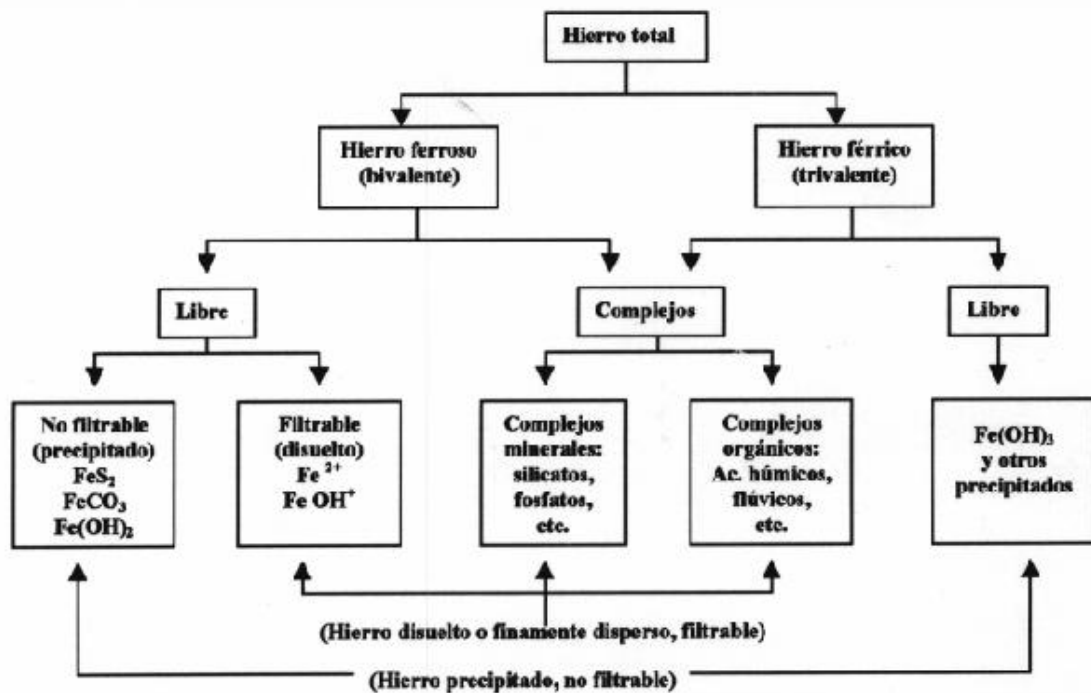 Hierro total
Hierro ferroso
(bivalente)
Hierro férrico
(trivalente)
Libre
Complejos
Libre
No filtrable
(precipitado)
FeS₂
FeCO₃
Fe(OH)₂
Filtrable
(disuelto)
Fe ²⁺
Fe OH⁺
Complejos
minerales:
silicatos,
fosfatos,
etc.
Complejos
orgánicos:
Ac. húmicos,
flúvicos,
etc.
Fe(OH)₃
y otros
precipitados
(Hierro disuelto o finamente disperso, filtrable)
(Hierro precipitado, no filtrable)